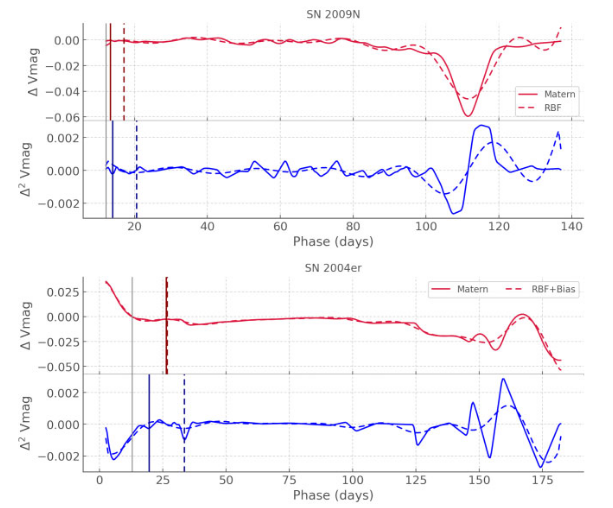 SN 2009N
0.00
−0.02
−0.04
−0.06
Δ Vmag
Matern
RBF
0.002
0.000
−0.002
Δ² Vmag
20 40 60 80 100 120 140
Phase (days)
SN 2004er
0.025
0.000
−0.025
−0.050
Δ Vmag
Matern RBF+Bias
0.002
0.000
−0.002
Δ² Vmag
0 25 50 75 100 125 150 175
Phase (days)